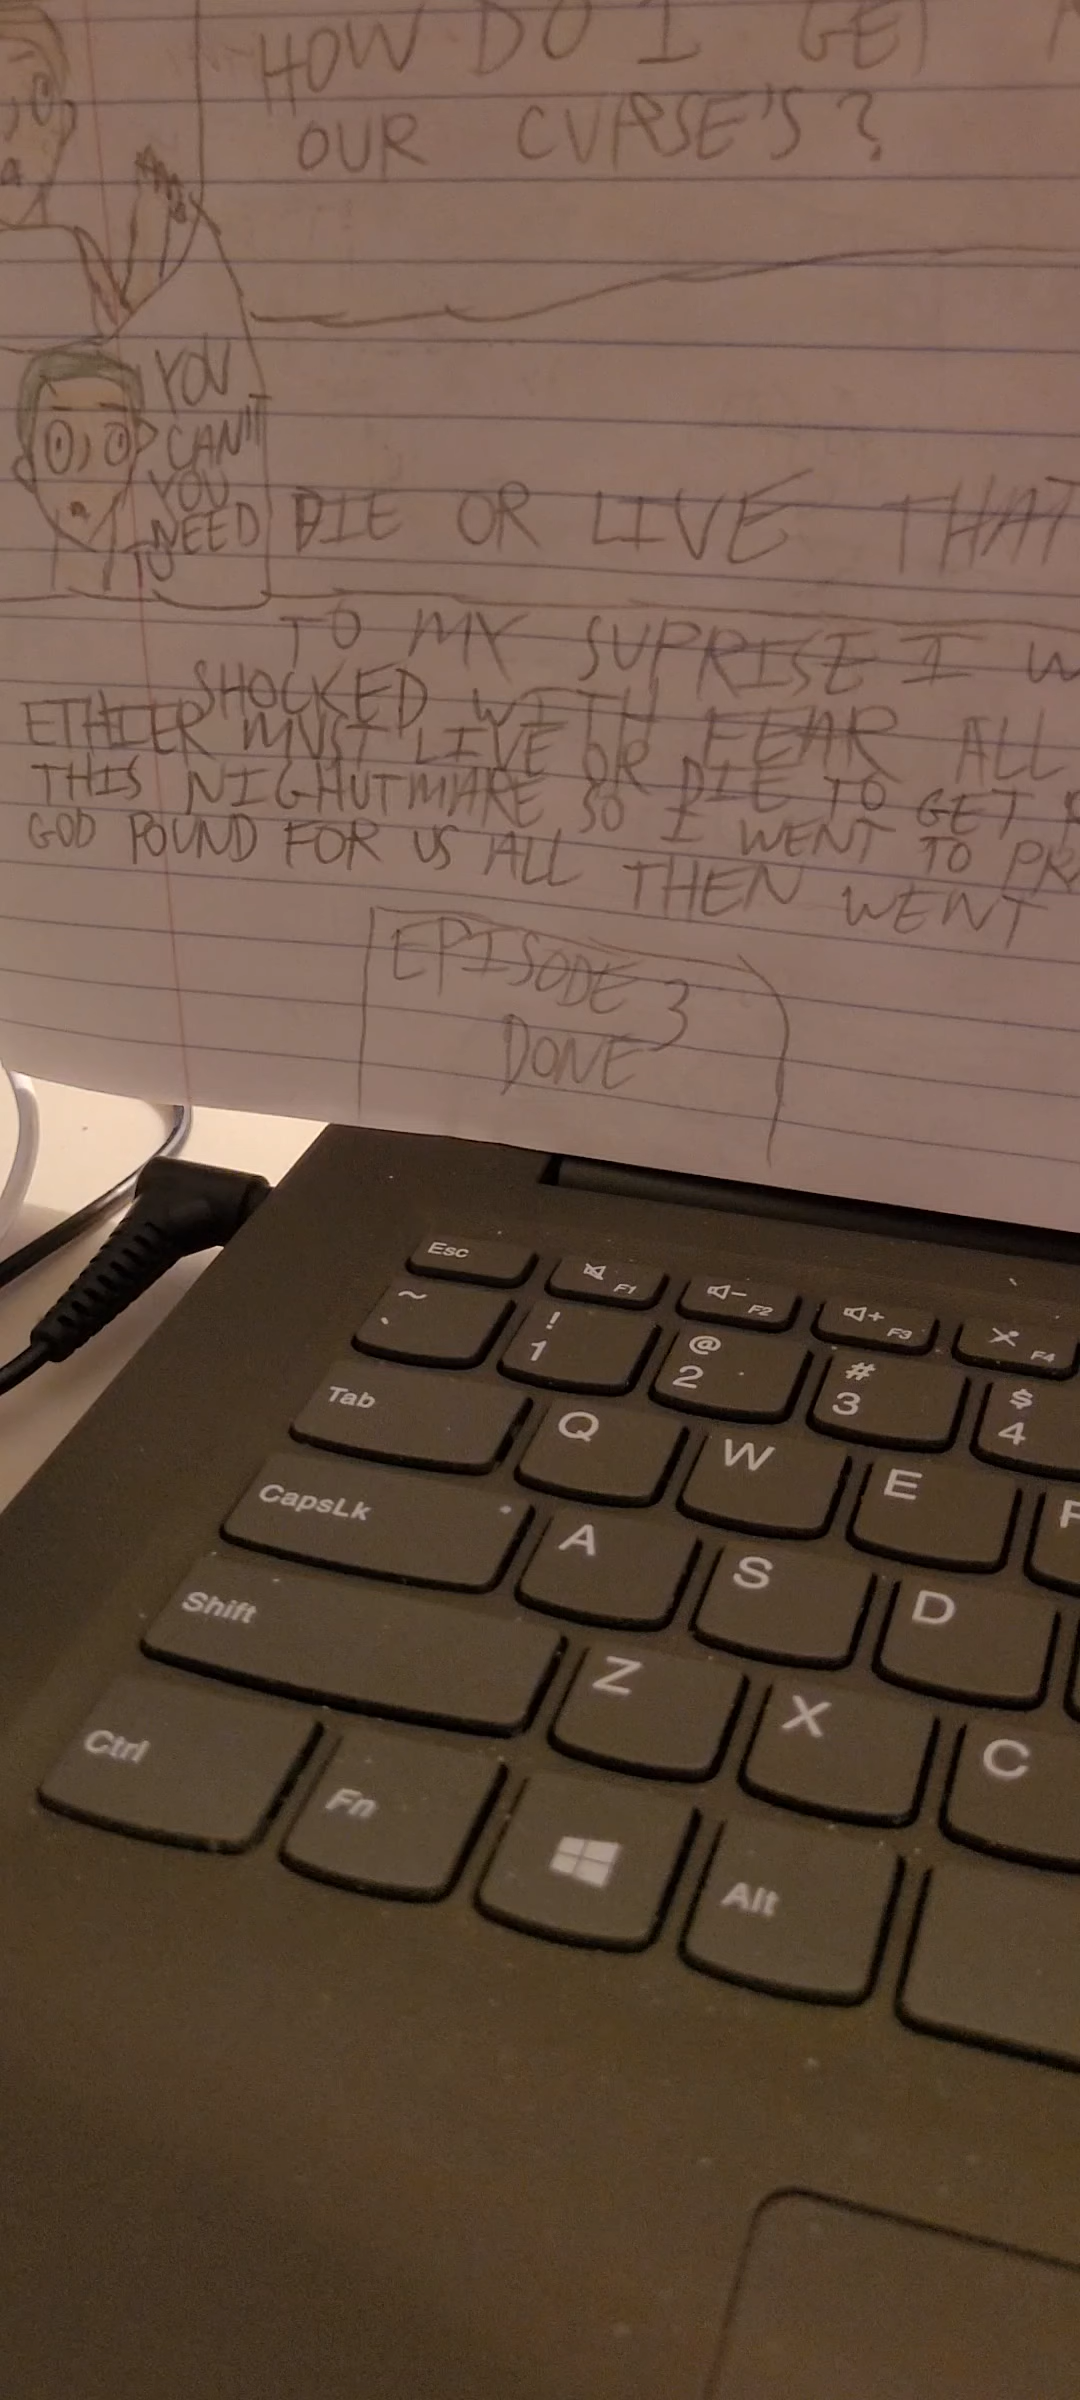 HOW DO I GET
OUR CURSE'S?
YOU
CAN'T
YOU
NEED
TO
DIE OR LIVE THAT
TO MY SUPRISE I W
SHOCKED WITH FEAR ALL
ETHIER MUST LIVE OR DIE TO GET
THIS NIGHUTMARE SO I WENT TO PR
GOD POUND FOR US ALL THEN WENT
EPISODE 3
DONE
Esc
F1
F2
F3
F4
~
! 1
@ 2
# 3
$ 4
Tab
Q W E
CapsLk
A S D
Shift
Z X C
Ctrl
Fn
Alt